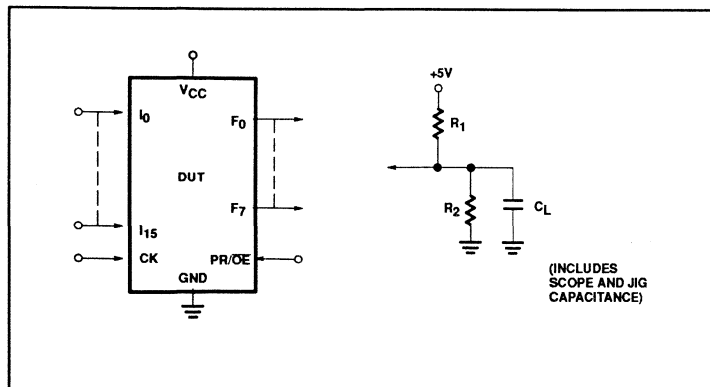 VCC
I0
F0
DUT
F7
I15
CK
PR/OE
GND
+5V
R1
R2
CL
(INCLUDES
SCOPE AND JIG
CAPACITANCE)